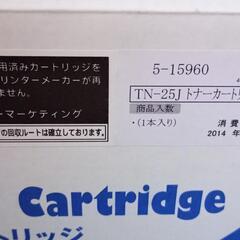 用済みカートリッジを
リンターメーカーが再
ません。
ーマーケティング
の回収ルートは確立しております
5-15960
TN-25J トナーカート
商品入数
・(1本入り)
消費
2014 年
Cartridge
トリッジ